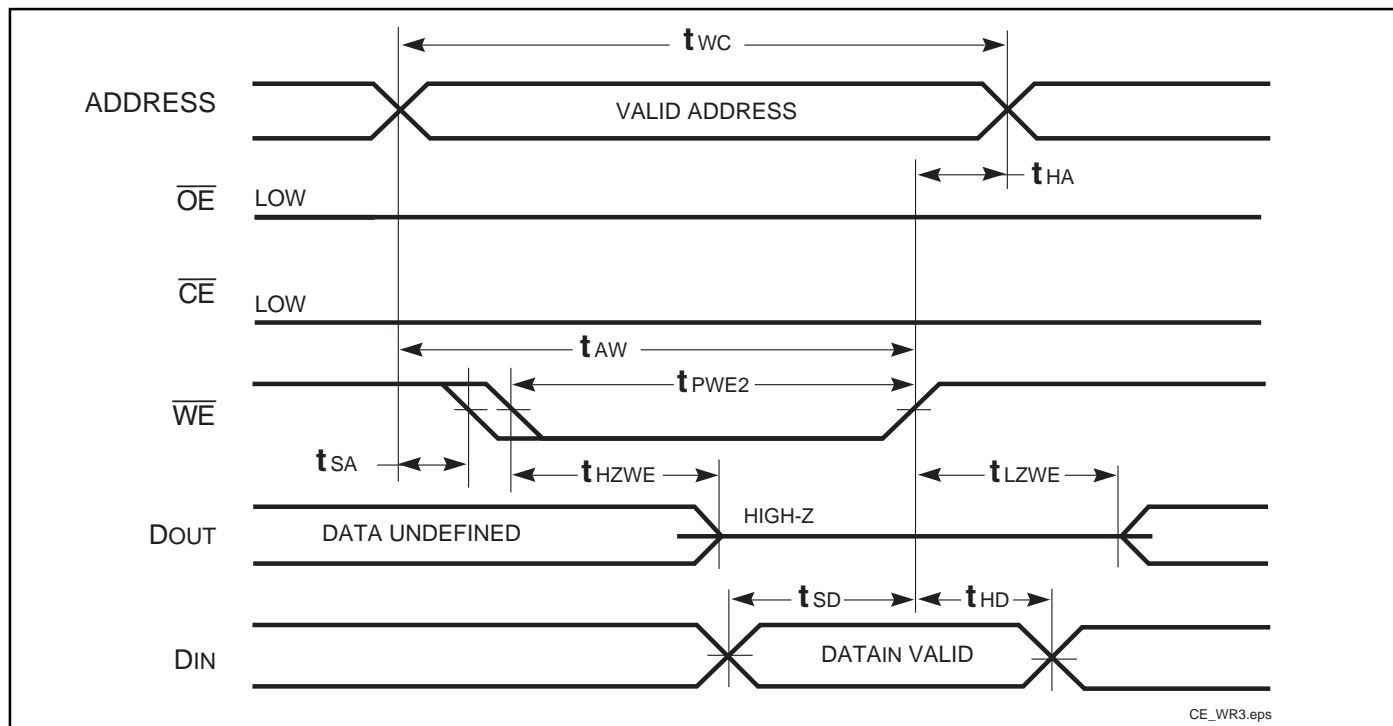 tWC
ADDRESS
VALID ADDRESS
tHA
OE
LOW
CE
LOW
tAW
tPWE2
WE
tSA
tHZWE
tLZWE
DOUT
DATA UNDEFINED
HIGH-Z
tSD
tHD
DIN
DATAIN VALID
CE_WR3.eps